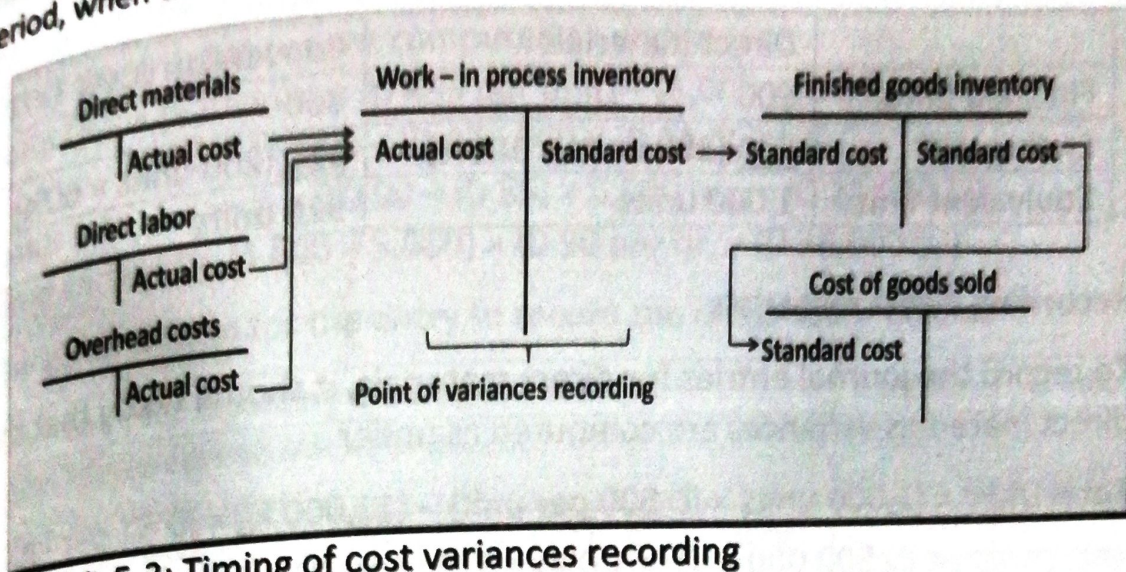 Direct materials
Actual cost
Direct labor
Actual cost
Overhead costs
Actual cost
Work – in process inventory
Actual cost
Standard cost
Point of variances recording
Finished goods inventory
Standard cost
Standard cost
Cost of goods sold
Standard cost
Timing of cost variances recording